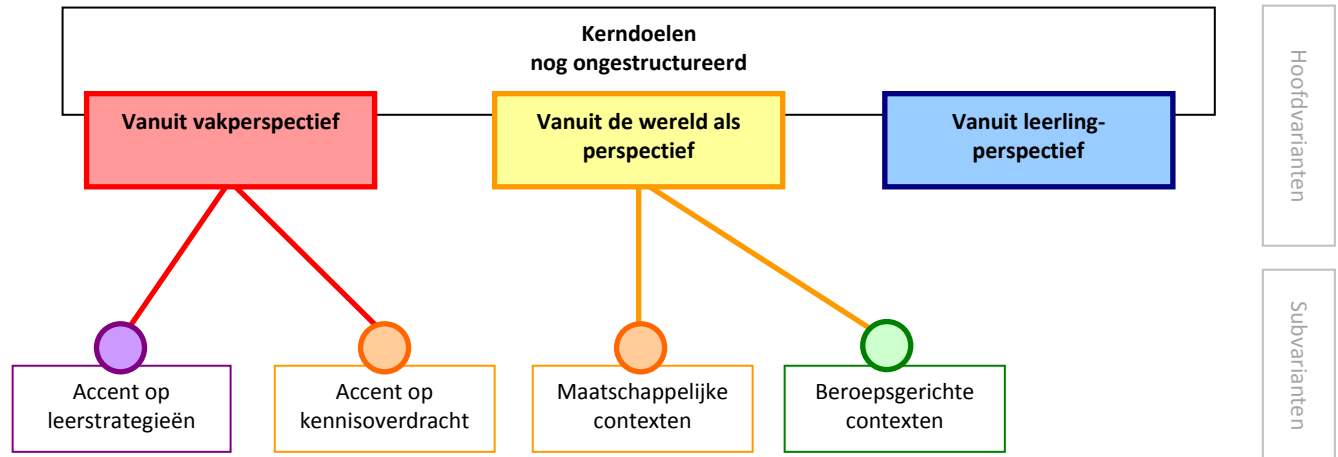 Kerndoelen
nog ongestructureerd
Vanuit vakperspectief
Vanuit de wereld als
perspectief
Vanuit leerling-
perspectief
Hoofdvarianten
Accent op
leerstrategieën
Accent op
kennisoverdracht
Maatschappelijke
contexten
Beroepsgerichte
contexten
Subvarianten